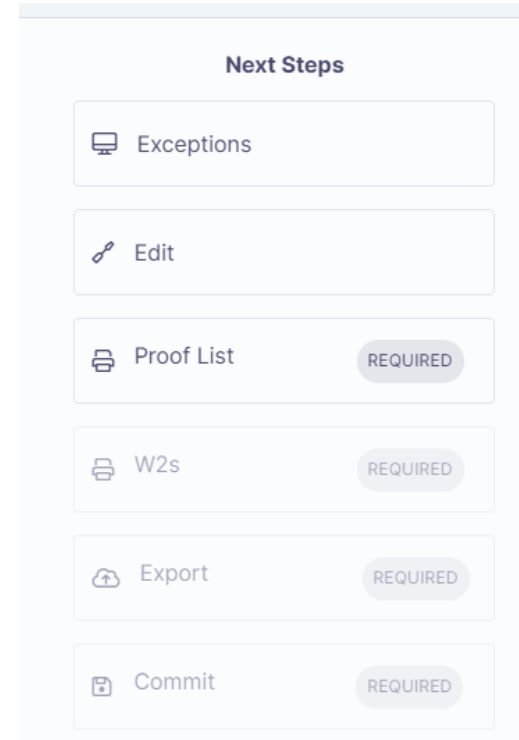 Next Steps
Exceptions
Edit
Proof List REQUIRED
W2s REQUIRED
Export REQUIRED
Commit REQUIRED